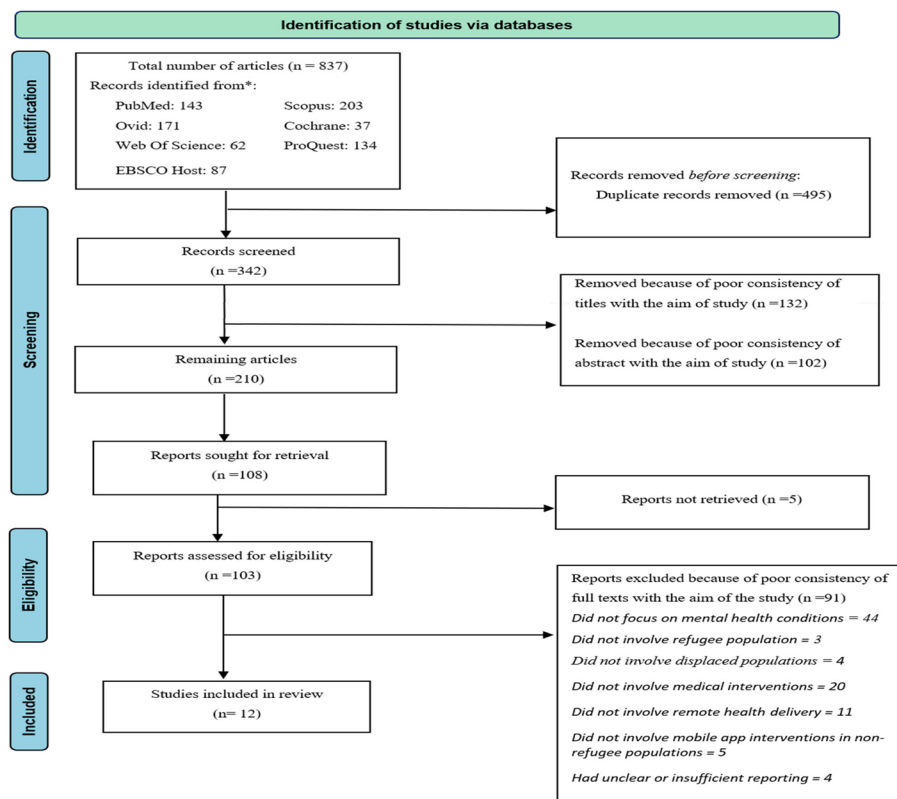 Identification of studies via databases
Identification
Total number of articles (n = 837)
Records identified from*:
PubMed: 143 Scopus: 203
Ovid: 171 Cochrane: 37
Web Of Science: 62 ProQuest: 134
EBSCO Host: 87
Records removed before screening:
Duplicate records removed (n =495)
Screening
Records screened
(n =342)
Removed because of poor consistency of
titles with the aim of study (n =132)
Removed because of poor consistency of
abstract with the aim of study (n =102)
Remaining articles
(n =210)
Reports sought for retrieval
(n =108)
Reports not retrieved (n =5)
Eligibility
Reports assessed for eligibility
(n =103)
Reports excluded because of poor consistency of
full texts with the aim of the study (n =91)
Did not focus on mental health conditions = 44
Did not involve refugee population = 3
Did not involve displaced populations = 4
Did not involve medical interventions = 20
Did not involve remote health delivery = 11
Did not involve mobile app interventions in non-
refugee populations = 5
Had unclear or insufficient reporting = 4
Included
Studies included in review
(n= 12)